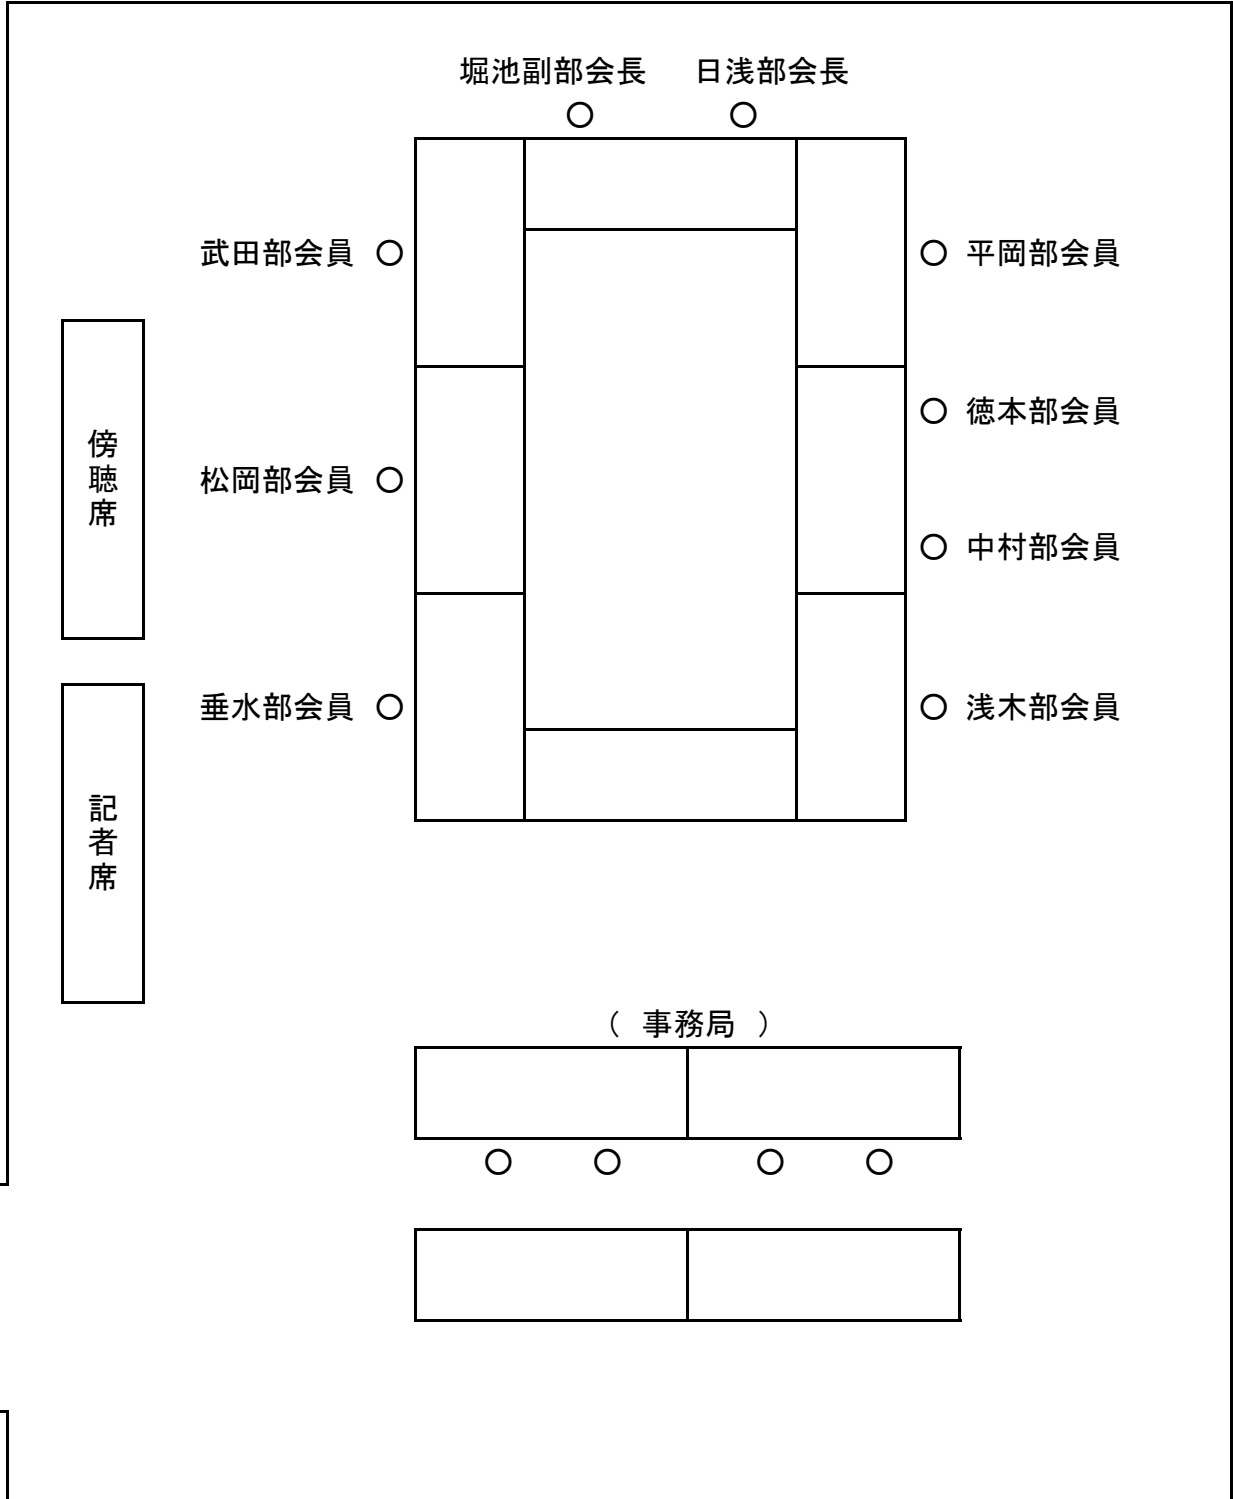 堀池副部会長　日浅部会長
○　○
武田部会員 ○　○ 平岡部会員
○ 徳本部会員
傍聴席
松岡部会員 ○
○ 中村部会員
垂水部会員 ○　○ 浅木部会員
記者席
（ 事務局 ）
○　○　○　○